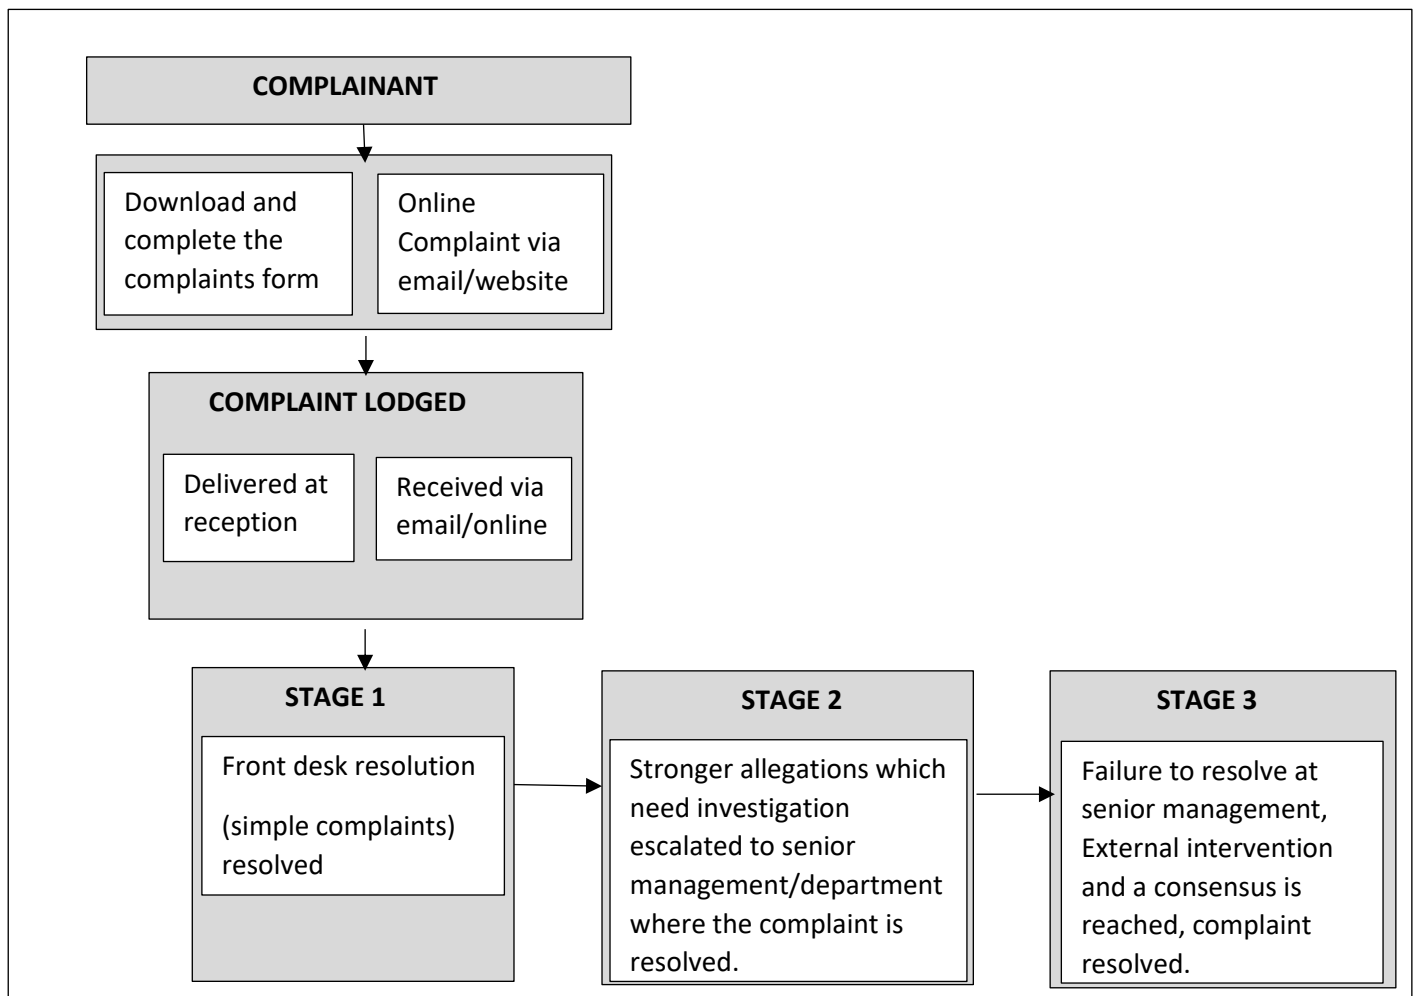 COMPLAINANT
Download and
complete the
complaints form
Online
Complaint via
email/website
COMPLAINT LODGED
Delivered at
reception
Received via
email/online
STAGE 1
Front desk resolution
(simple complaints)
resolved
STAGE 2
Stronger allegations which
need investigation
escalated to senior
management/department
where the complaint is
resolved.
STAGE 3
Failure to resolve at
senior management,
External intervention
and a consensus is
reached, complaint
resolved.